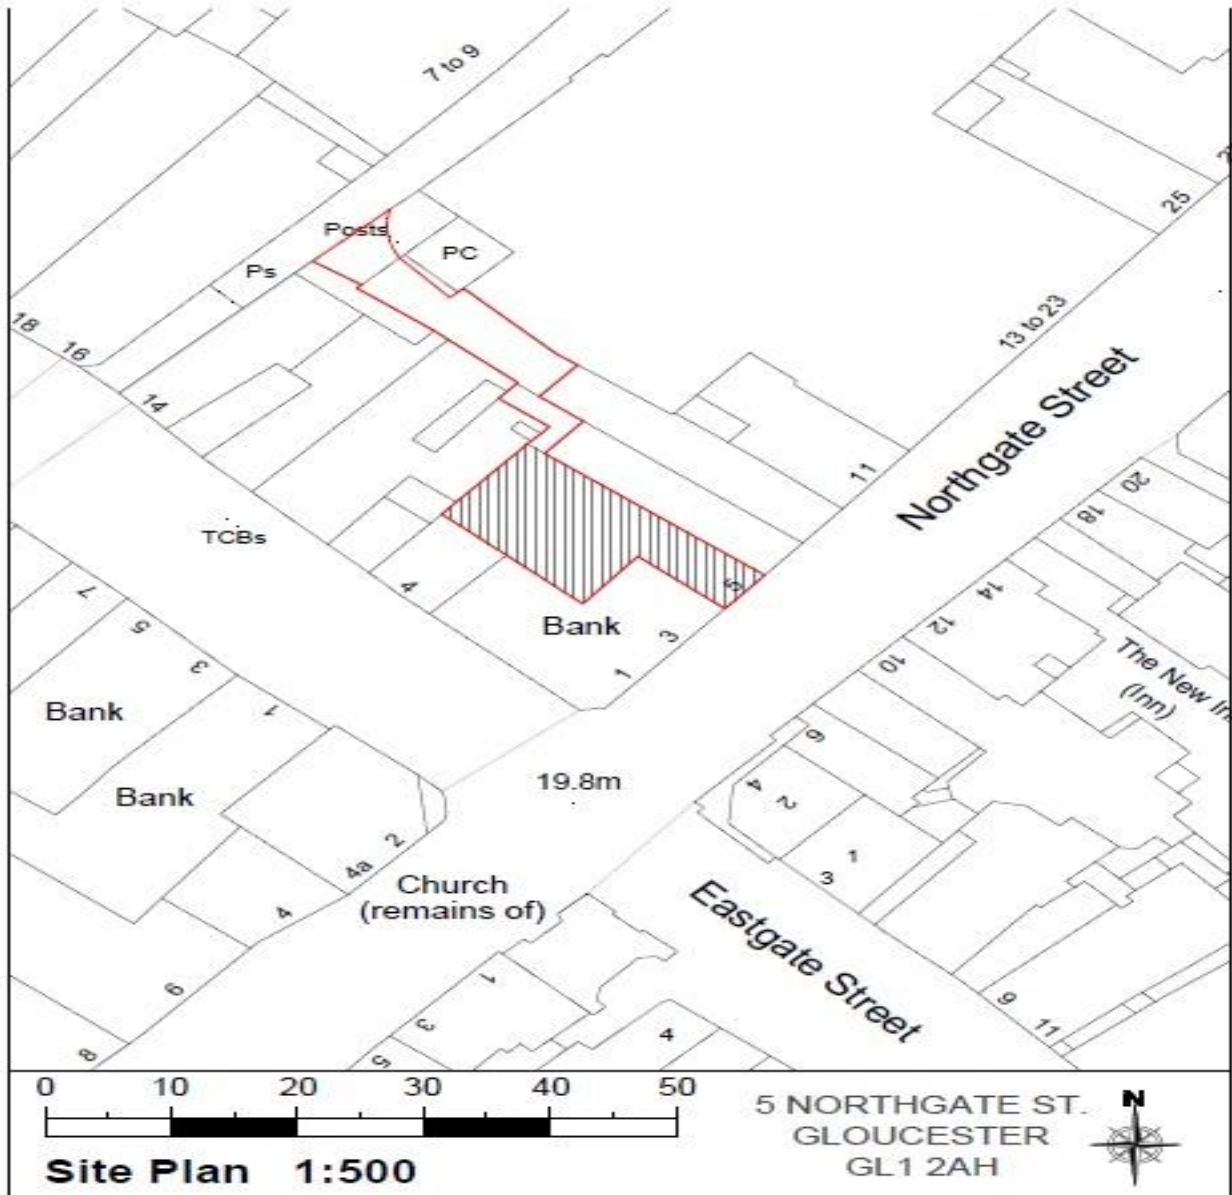 7 to 9
Posts
PC
Ps
18
16
14
25
13 to 23
Northgate Street
11
TCBs
4
5
Bank
3
1
20
18
14
12
10
The New In
(Inn)
7
5
3
1
Bank
Bank
19.8m
6
4
2
1
3
2
4a
4
6
8
Church
(remains of)
Eastgate Street
1
3
5
4
9
11
0 10 20 30 40 50
Site Plan 1:500
5 NORTHGATE ST.
GLOUCESTER
GL1 2AH
N